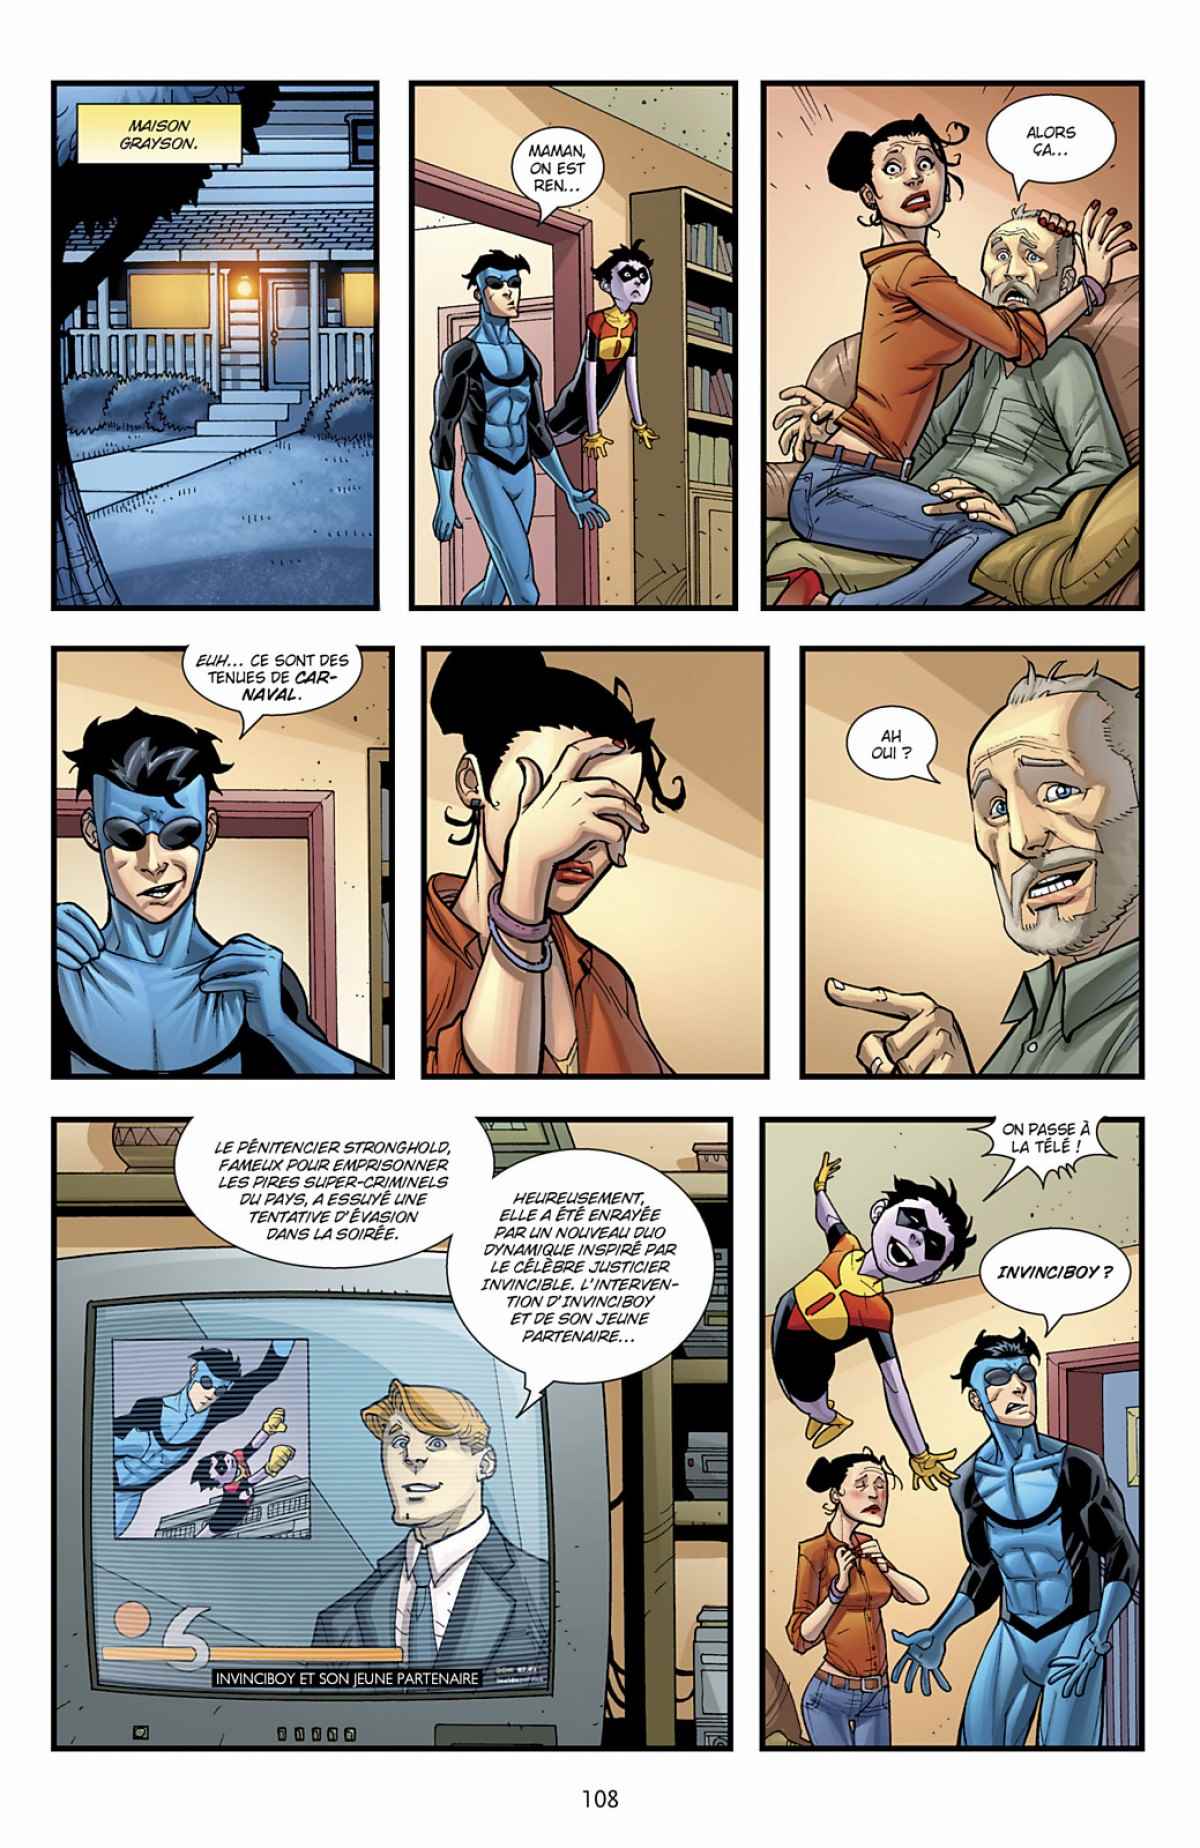 MAISON
GRAYSON.
MAMAN,
ON EST
REN...
ALORS
ÇA...
EUH... CE SONT DES
TENUES DE CAR-
NAVAL.
AH
OUI ?
LE PÉNITENCIER STRONGHOLD,
FAMEUX POUR EMPRISONNER
LES PIRES SUPER-CRIMINELS
DU PAYS, A ESSUYÉ UNE
TENTATIVE D'ÉVASION
DANS LA SOIRÉE.
HEUREUSEMENT,
ELLE A ÉTÉ ENRAYÉE
PAR UN NOUVEAU DUO
DYNAMIQUE INSPIRÉ PAR
LE CÉLÈBRE JUSTICIER
INVINCIBLE. L'INTERVEN-
TION D'INVINCIBOY
ET DE SON JEUNE
PARTENAIRE...
6
INVINCIBOY ET SON JEUNE PARTENAIRE
ON PASSE À
LA TÉLÉ !
INVINCIBOY ?
108